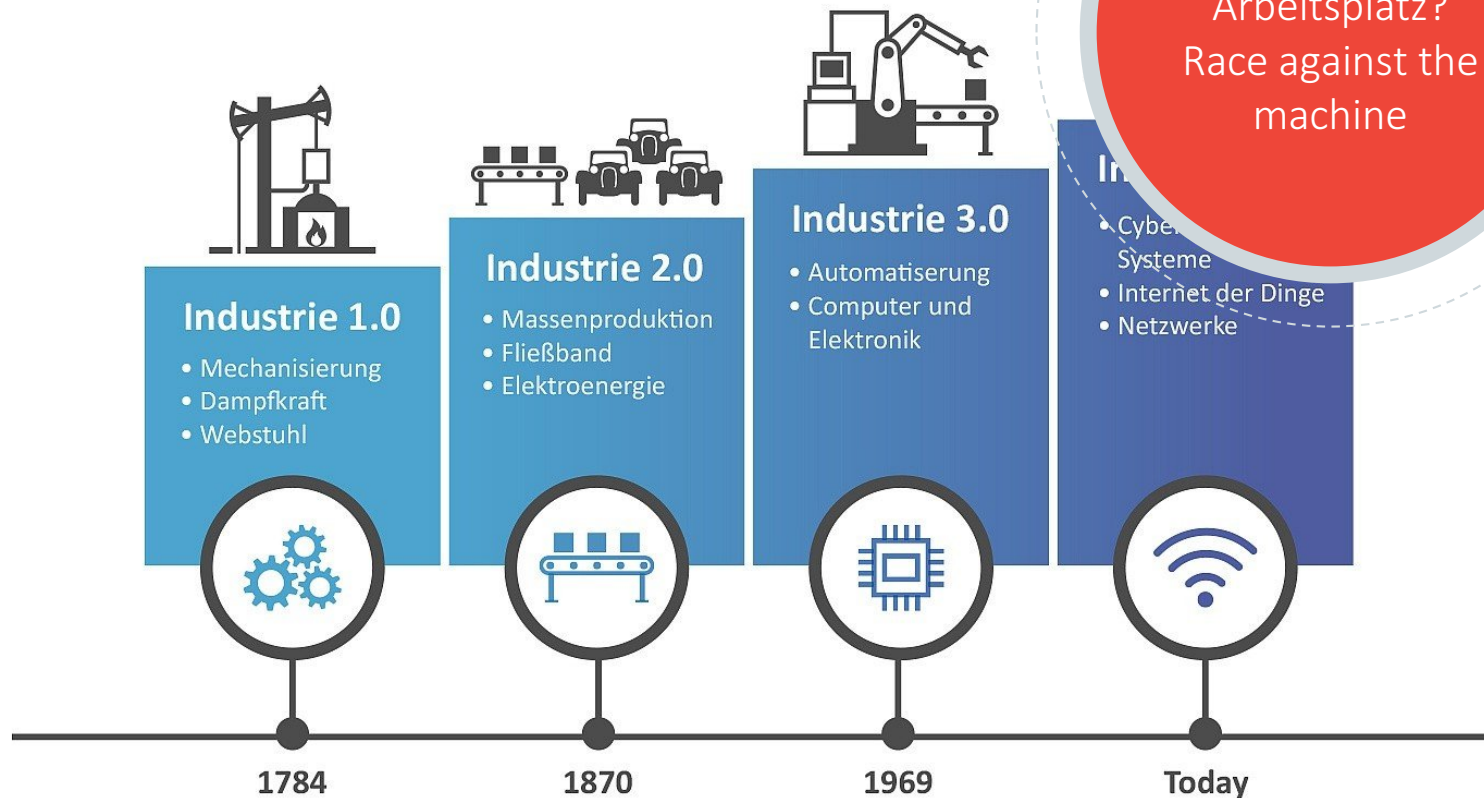 Arbeitsplatz?
Race against the
machine
Industrie 1.0
• Mechanisierung
• Dampfkraft
• Webstuhl
Industrie 2.0
• Massenproduktion
• Fließband
• Elektroenergie
Industrie 3.0
• Automatiserung
• Computer und
Elektronik
Systeme
• Internet der Dinge
• Netzwerke
1784
1870
1969
Today